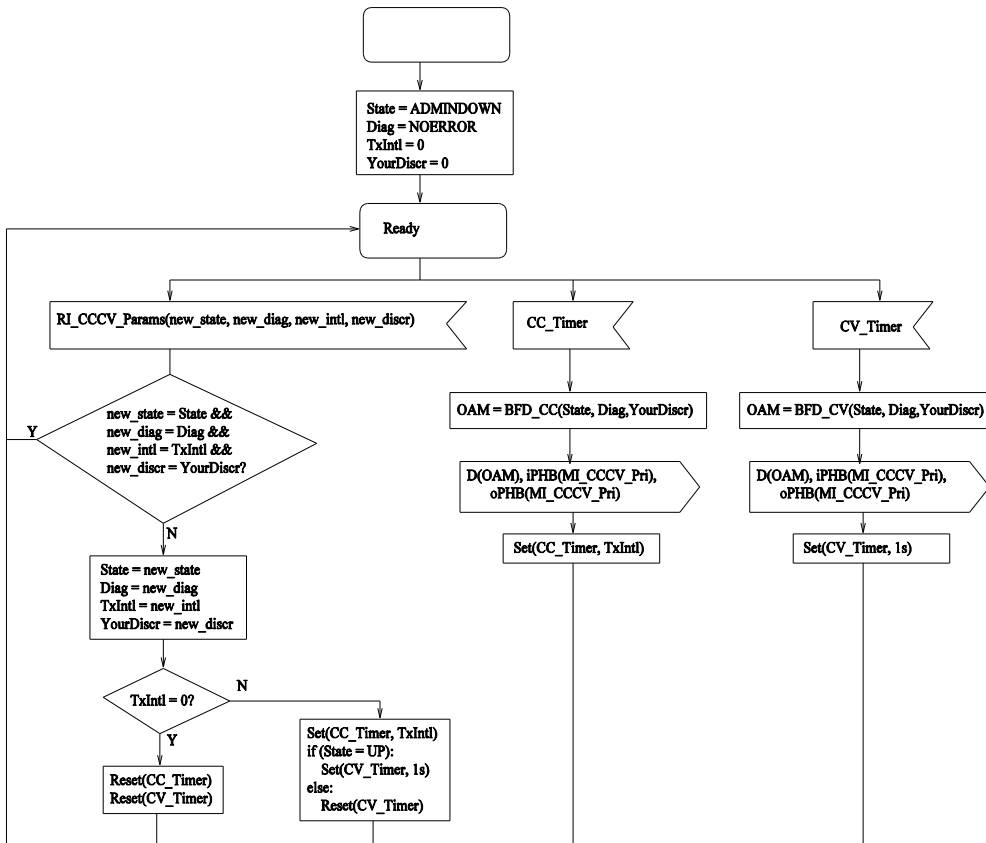 State = ADMINDOWN
Diag = NOERROR
TxIntl = 0
YourDiscr = 0
Ready
RI_CCCV_Params(new_state, new_diag, new_intl, new_discr)
CC_Timer
CV_Timer
new_state = State &&
new_diag = Diag &&
new_intl = TxIntl &&
new_discr = YourDiscr?
Y
N
OAM = BFD_CC(State, Diag,YourDiscr)
OAM = BFD_CV(State, Diag,YourDiscr)
D(OAM), iPHB(MI_CCCV_Pri),
oPHB(MI_CCCV_Pri)
D(OAM), iPHB(MI_CCCV_Pri),
oPHB(MI_CCCV_Pri)
Set(CC_Timer, TxIntl)
Set(CV_Timer, 1s)
State = new_state
Diag = new_diag
TxIntl = new_intl
YourDiscr = new_discr
TxIntl = 0?
N
Y
Reset(CC_Timer)
Reset(CV_Timer)
Set(CC_Timer, TxIntl)
if (State = UP):
Set(CV_Timer, 1s)
else:
Reset(CV_Timer)